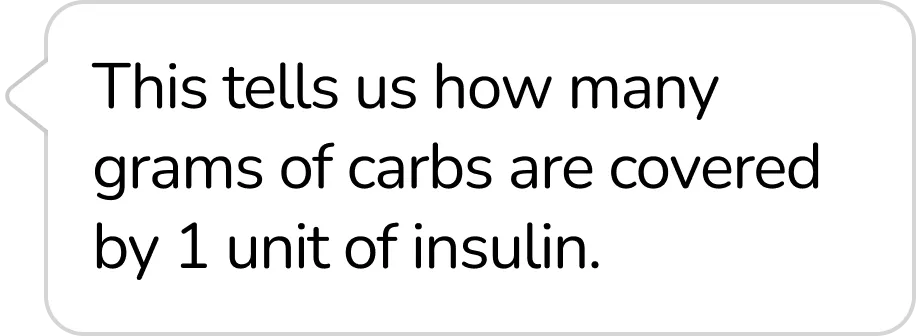 This tells us how many
grams of carbs are covered
by 1 unit of insulin.